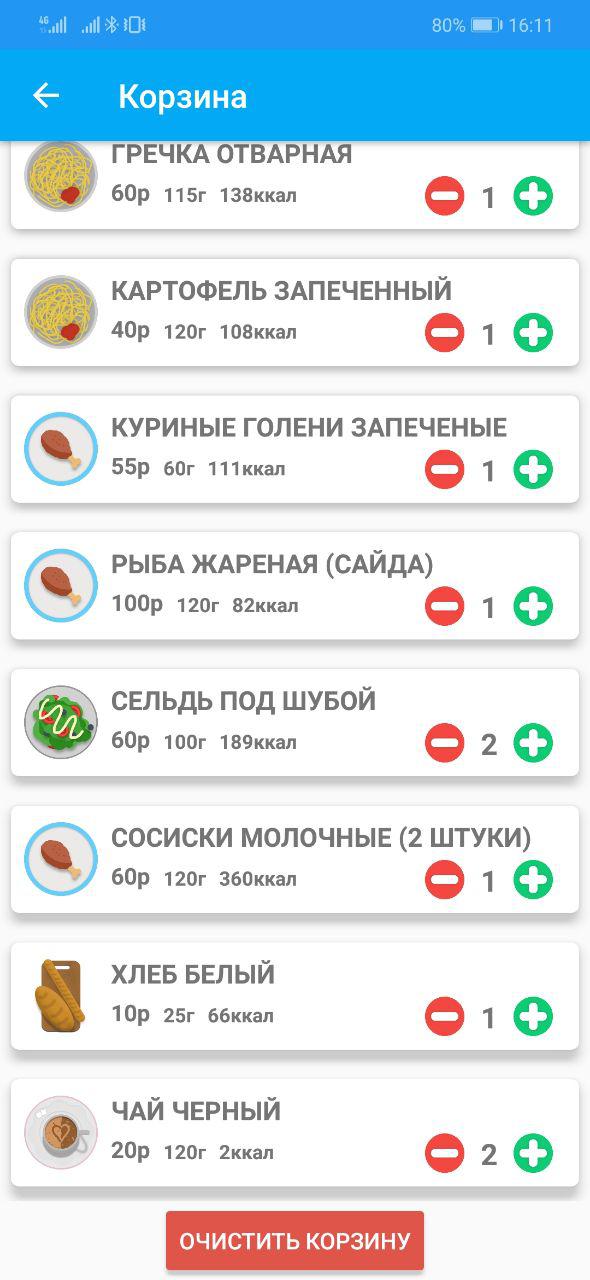 4G 80% 16:11
Корзина
ГРЕЧКА ОТВАРНАЯ
60р 115г 138ккал 1
КАРТОФЕЛЬ ЗАПЕЧЕННЫЙ
40р 120г 108ккал 1
КУРИНЫЕ ГОЛЕНИ ЗАПЕЧЕНЫЕ
55р 60г 111ккал 1
РЫБА ЖАРЕНАЯ (САЙДА)
100р 120г 82ккал 1
СЕЛЬДЬ ПОД ШУБОЙ
60р 100г 189ккал 2
СОСИСКИ МОЛОЧНЫЕ (2 ШТУКИ)
60р 120г 360ккал 1
ХЛЕБ БЕЛЫЙ
10р 25г 66ккал 1
ЧАЙ ЧЕРНЫЙ
20р 120г 2ккал 2
ОЧИСТИТЬ КОРЗИНУ